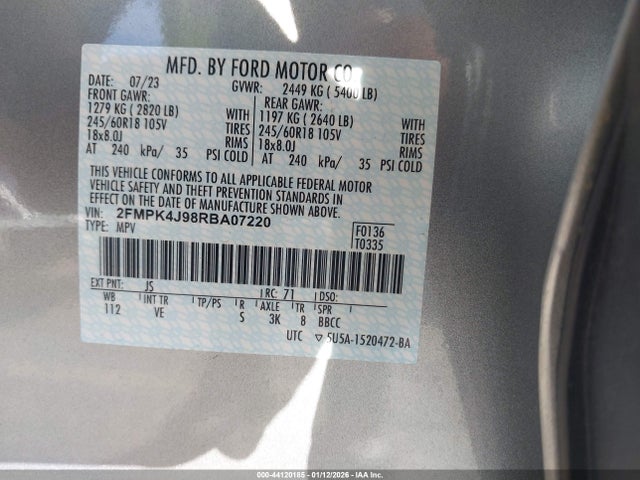 MFD. BY FORD MOTOR CO
DATE: 07/23 GVWR: 2449 KG ( 5400 LB)
FRONT GAWR: REAR GAWR:
1279 KG ( 2820 LB) WITH 1197 KG ( 2640 LB) WITH
245/60R18 105V TIRES 245/60R18 105V TIRES
18x8.0J RIMS 18x8.0J RIMS
AT 240 kPa/ 35 PSI COLD AT 240 kPa/ 35 PSI COLD
THIS VEHICLE CONFORMS TO ALL APPLICABLE FEDERAL MOTOR
VEHICLE SAFETY AND THEFT PREVENTION STANDARDS IN
EFFECT ON THE DATE OF MANUFACTURE SHOWN ABOVE.
VIN: 2FMPK4J98RBA07220 F0136
TYPE: MPV T0335
EXT PNT: JS RC: 71 DSO:
WB INT TR TP/PS R AXLE TR SPR
112 VE S 3K 8 BBCC
UTC ▽ 5U5A-1520472-BA
000-44120185 - 01/12/2026 - IAA Inc.